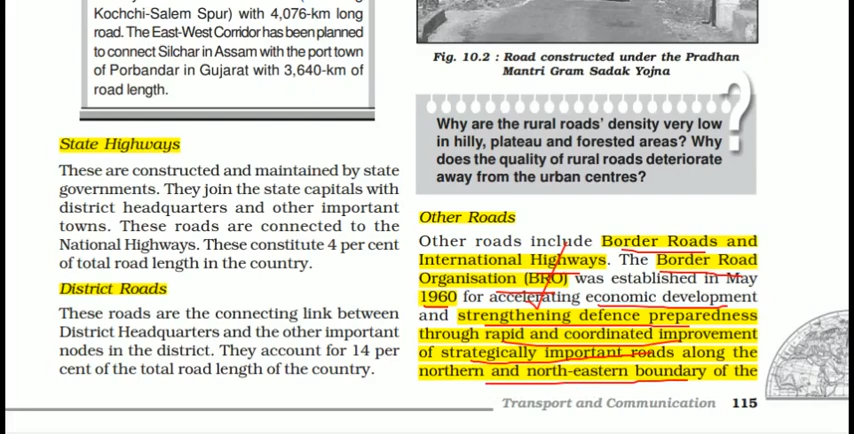 Kochchi-Salem Spur) with 4,076-km long
road. The East-West Corridor has been planned
to connect Silchar in Assam with the port town
of Porbandar in Gujarat with 3,640-km of
road length.
State Highways
These are constructed and maintained by state
governments. They join the state capitals with
district headquarters and other important
towns. These roads are connected to the
National Highways. These constitute 4 per cent
of total road length in the country.
District Roads
These roads are the connecting link between
District Headquarters and the other important
nodes in the district. They account for 14 per
cent of the total road length of the country.
Fig. 10.2 : Road constructed under the Pradhan
Mantri Gram Sadak Yojna
Why are the rural roads' density very low
in hilly, plateau and forested areas? Why
does the quality of rural roads deteriorate
away from the urban centres?
?
Other Roads
Other roads include Border Roads and
International Highways. The Border Road
Organisation (BRO) was established in May
1960 for accelerating economic development
and strengthening defence preparedness
through rapid and coordinated improvement
of strategically important roads along the
northern and north-eastern boundary of the
Transport and Communication 115